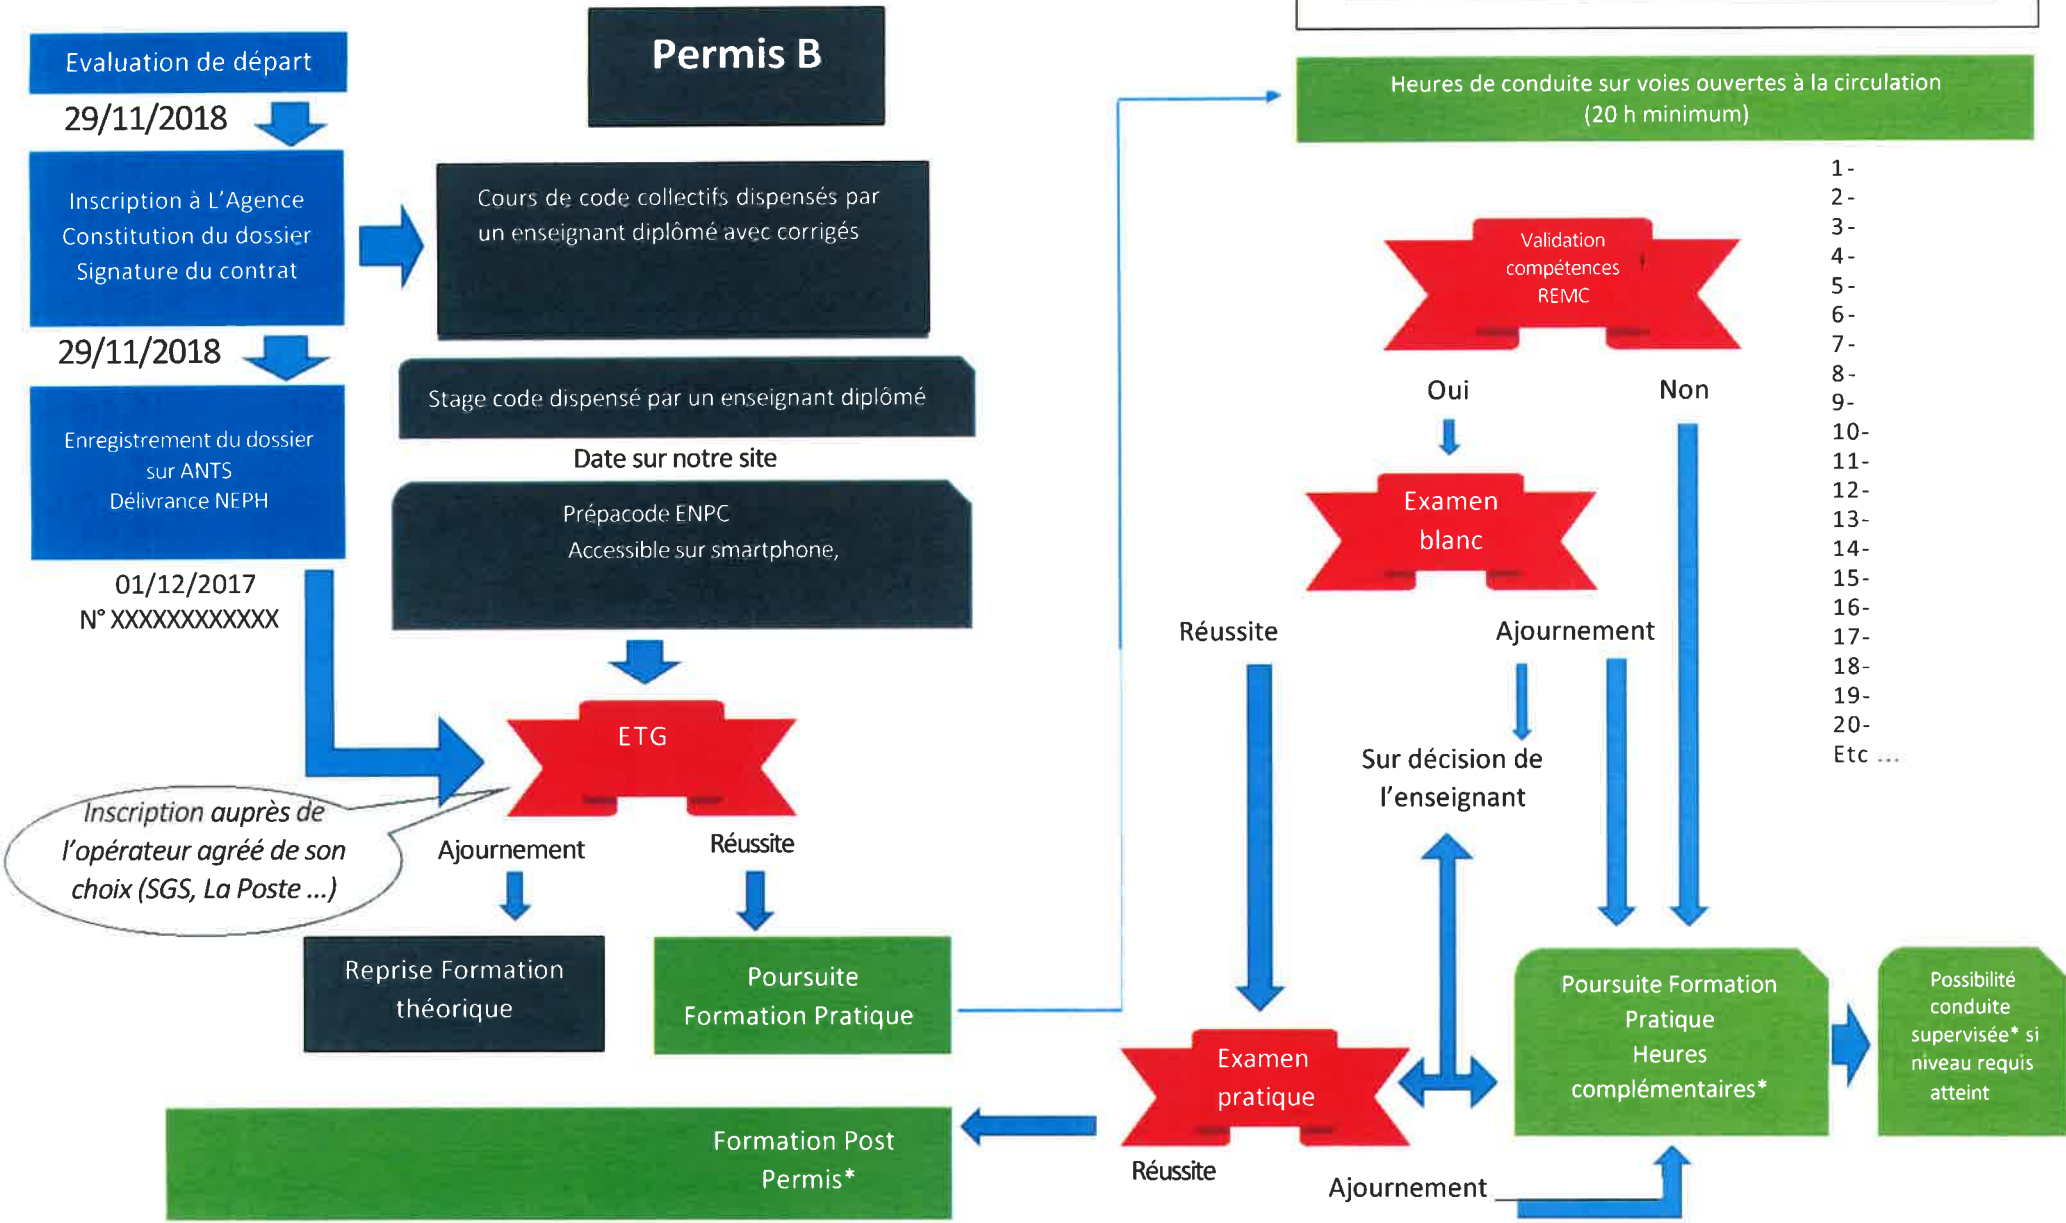 Permis B
Evaluation de départ
29/11/2018
Inscription à L'Agence
Constitution du dossier
Signature du contrat
29/11/2018
Enregistrement du dossier
sur ANTS
Délivrance NEPH
01/12/2017
N° XXXXXXXXXXXX
Cours de code collectifs dispensés par
un enseignant diplômé avec corrigés
Stage code dispensé par un enseignant diplômé
Date sur notre site
Prépacode ENPC
Accessible sur smartphone,
ETG
Inscription auprès de
l'opérateur agréé de son
choix (SGS, La Poste ...)
Ajournement
Réussite
Reprise Formation
théorique
Poursuite
Formation Pratique
Heures de conduite sur voies ouvertes à la circulation
(20 h minimum)
1-
2-
3-
4-
5-
6-
7-
8-
9-
10-
11-
12-
13-
14-
15-
16-
17-
18-
19-
20-
Etc ...
Validation
compétences
REMC
Oui
Non
Examen
blanc
Réussite
Ajournement
Sur décision de
l'enseignant
Examen
pratique
Poursuite Formation
Pratique
Heures
complémentaires*
Possibilité
conduite
supervisée* si
niveau requis
atteint
Réussite
Ajournement
Formation Post
Permis*